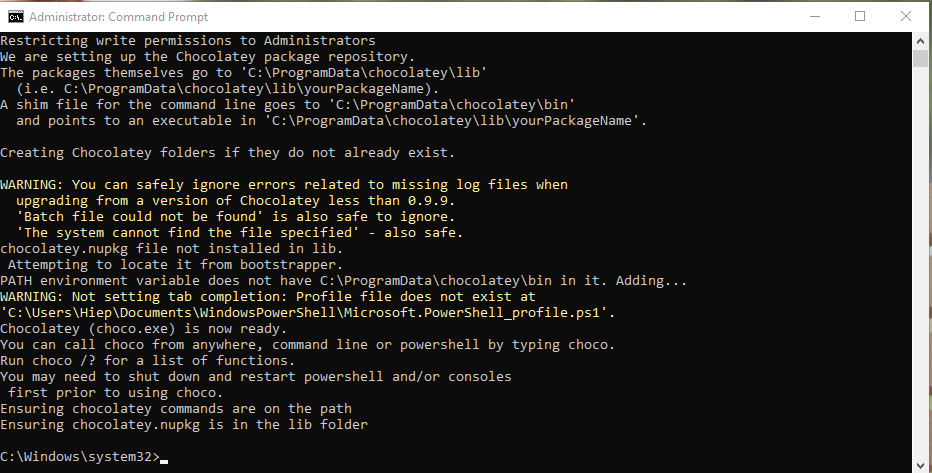 Administrator: Command Prompt
Restricting write permissions to Administrators
We are setting up the Chocolatey package repository.
The packages themselves go to 'C:\ProgramData\chocolatey\lib'
  (i.e. C:\ProgramData\chocolatey\lib\yourPackageName).
A shim file for the command line goes to 'C:\ProgramData\chocolatey\bin'
  and points to an executable in 'C:\ProgramData\chocolatey\lib\yourPackageName'.

Creating Chocolatey folders if they do not already exist.

WARNING: You can safely ignore errors related to missing log files when
  upgrading from a version of Chocolatey less than 0.9.9.
  'Batch file could not be found' is also safe to ignore.
  'The system cannot find the file specified' - also safe.
chocolatey.nupkg file not installed in lib.
 Attempting to locate it from bootstrapper.
PATH environment variable does not have C:\ProgramData\chocolatey\bin in it. Adding...
WARNING: Not setting tab completion: Profile file does not exist at
'C:\Users\Hiep\Documents\WindowsPowerShell\Microsoft.PowerShell_profile.ps1'.
Chocolatey (choco.exe) is now ready.
You can call choco from anywhere, command line or powershell by typing choco.
Run choco /? for a list of functions.
You may need to shut down and restart powershell and/or consoles
 first prior to using choco.
Ensuring chocolatey commands are on the path
Ensuring chocolatey.nupkg is in the lib folder

C:\Windows\system32>